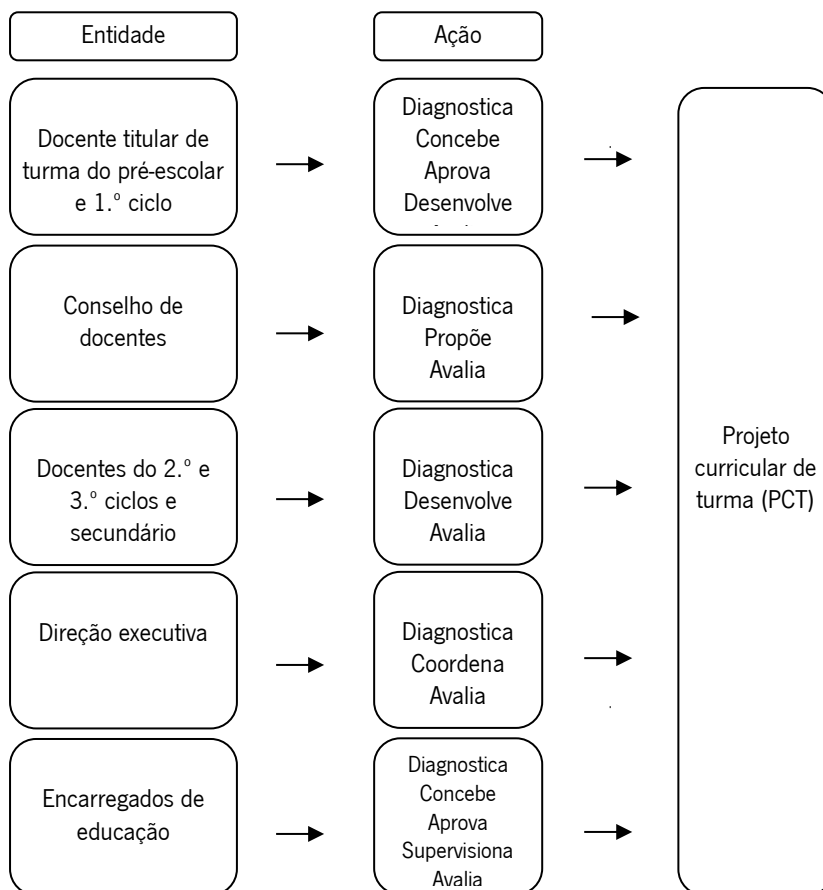 Entidade
Ação
Docente titular de
turma do pré-escolar
e 1.º ciclo
Diagnostica
Concebe
Aprova
Desenvolve
Conselho de
docentes
Diagnostica
Propõe
Avalia
Docentes do 2.º e
3.º ciclos e
secundário
Diagnostica
Desenvolve
Avalia
Direção executiva
Diagnostica
Coordena
Avalia
Encarregados de
educação
Diagnostica
Concebe
Aprova
Supervisiona
Avalia
Projeto
curricular de
turma (PCT)